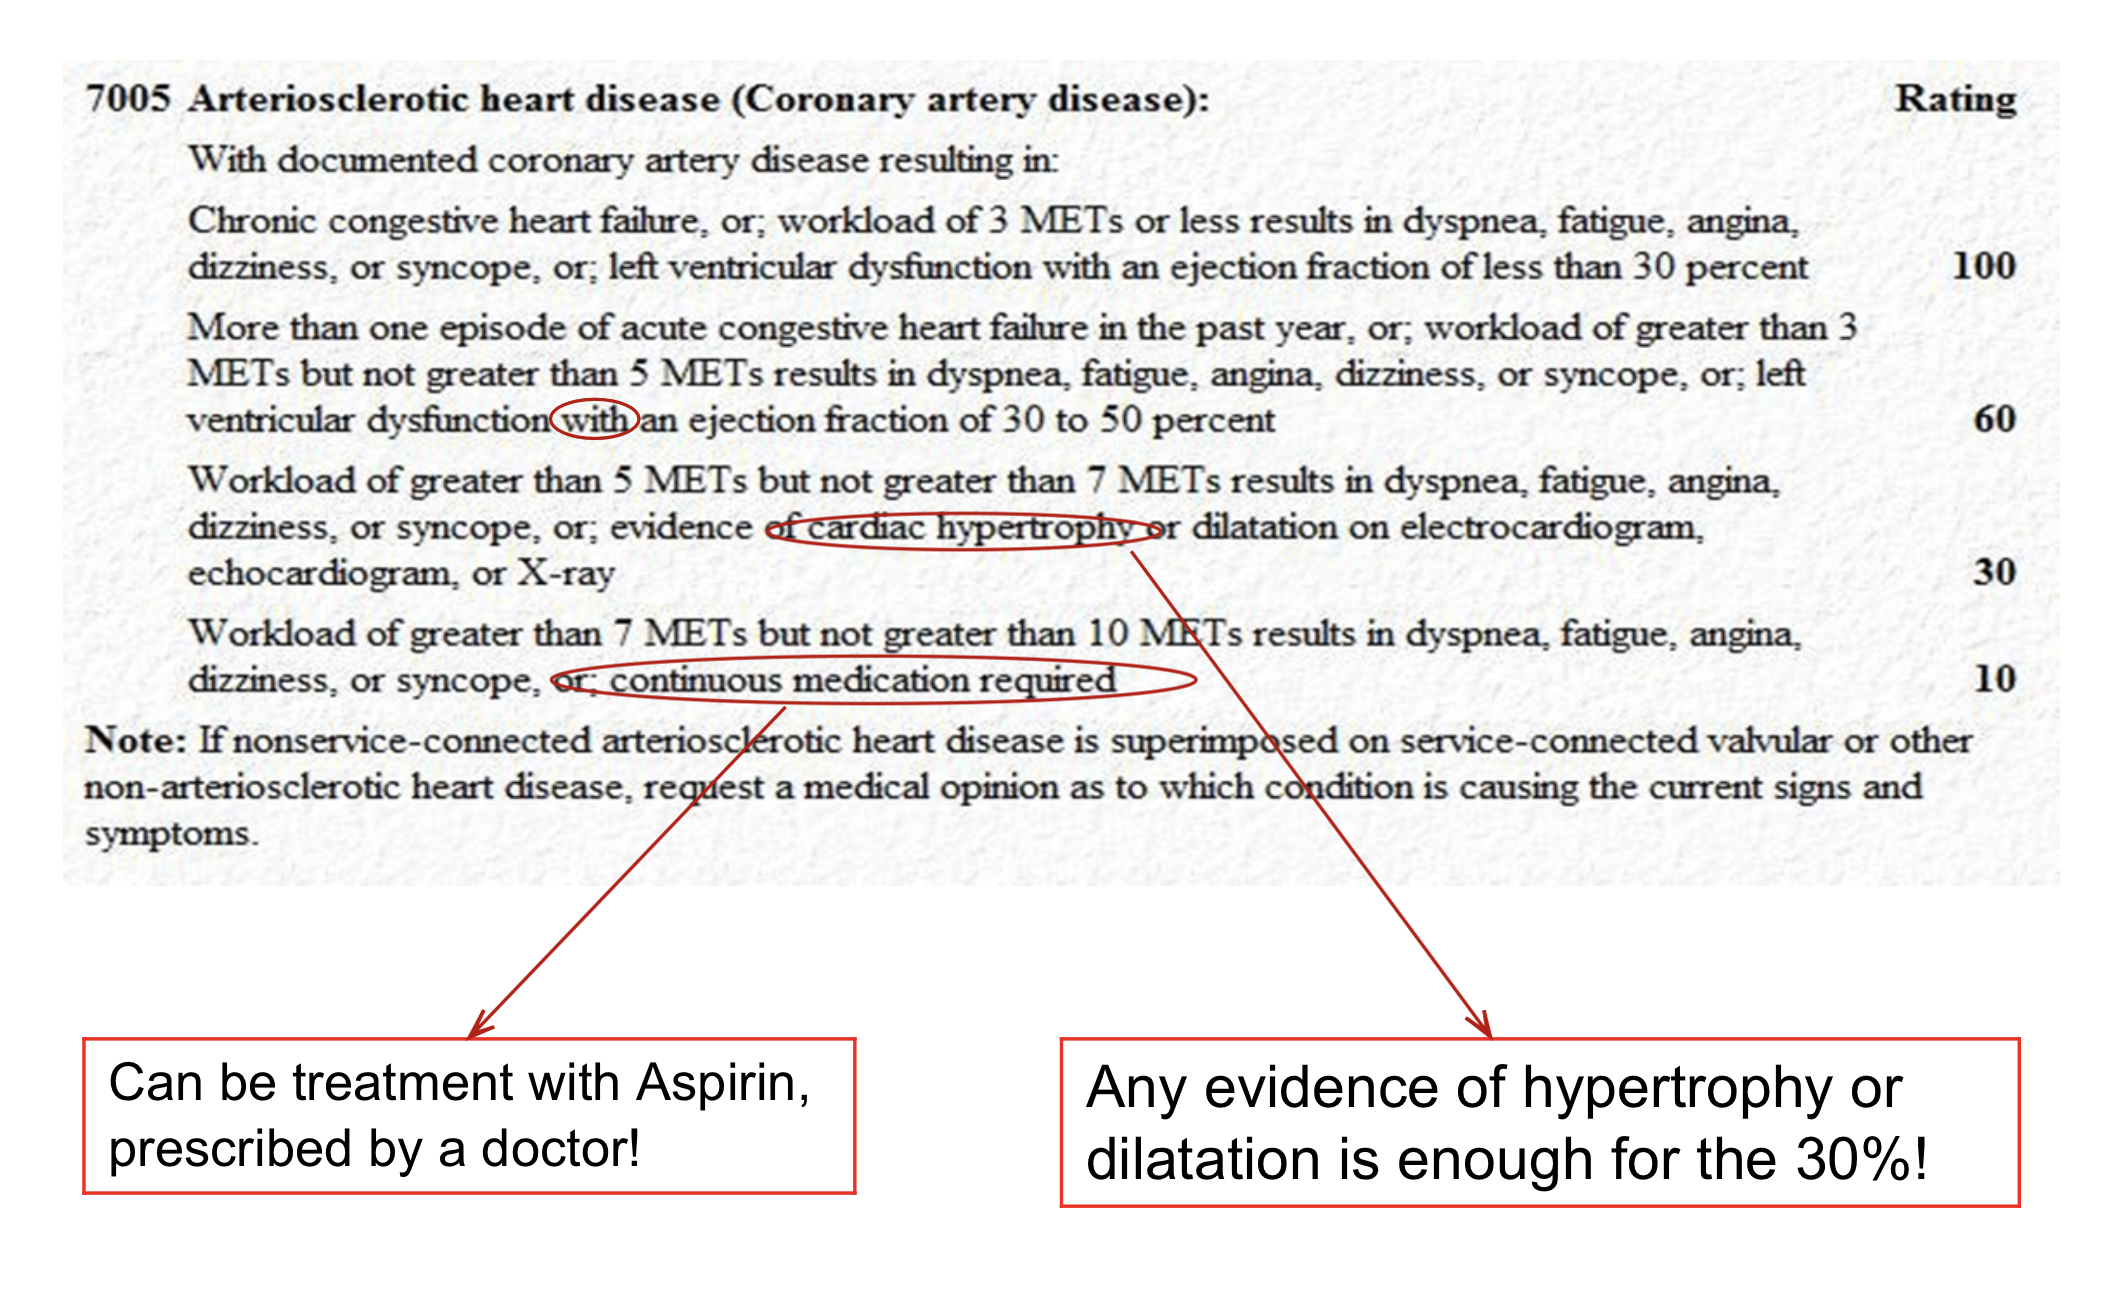 7005 Arteriosclerotic heart disease (Coronary artery disease): Rating
With documented coronary artery disease resulting in:
Chronic congestive heart failure, or; workload of 3 METs or less results in dyspnea, fatigue, angina,
dizziness, or syncope, or; left ventricular dysfunction with an ejection fraction of less than 30 percent 100
More than one episode of acute congestive heart failure in the past year, or; workload of greater than 3
METs but not greater than 5 METs results in dyspnea, fatigue, angina, dizziness, or syncope, or; left
ventricular dysfunction with an ejection fraction of 30 to 50 percent 60
Workload of greater than 5 METs but not greater than 7 METs results in dyspnea, fatigue, angina,
dizziness, or syncope, or; evidence of cardiac hypertrophy or dilatation on electrocardiogram,
echocardiogram, or X-ray 30
Workload of greater than 7 METs but not greater than 10 METs results in dyspnea, fatigue, angina,
dizziness, or syncope, or; continuous medication required 10
Note: If nonservice-connected arteriosclerotic heart disease is superimposed on service-connected valvular or other
non-arteriosclerotic heart disease, request a medical opinion as to which condition is causing the current signs and
symptoms.
Can be treatment with Aspirin,
prescribed by a doctor!
Any evidence of hypertrophy or
dilatation is enough for the 30%!